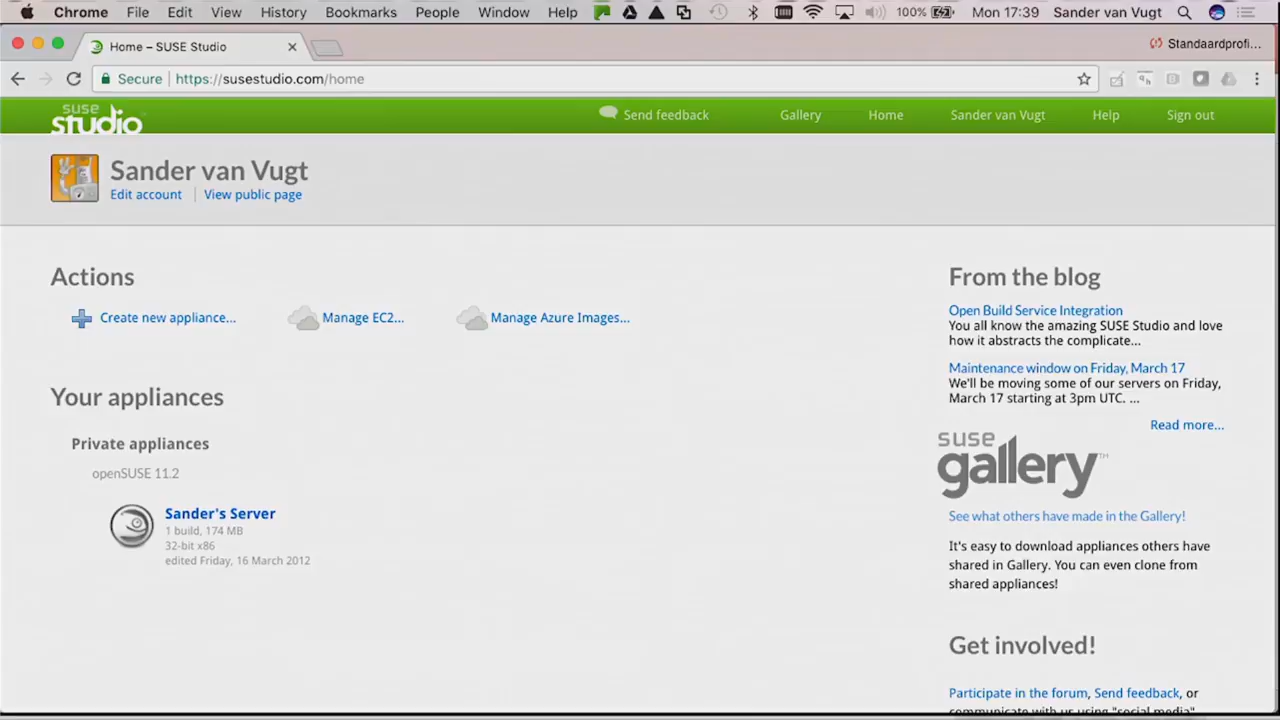 Chrome File Edit View History Bookmarks People Window Help 100% Mon 17:39 Sander van Vugt
Home – SUSE Studio
Standaardprofi...
Secure https://susestudio.com/home
suse studio
Send feedback Gallery Home Sander van Vugt Help Sign out
Sander van Vugt
Edit account View public page
Actions
Create new appliance... Manage EC2... Manage Azure Images...
Your appliances
Private appliances
openSUSE 11.2
Sander's Server
1 build, 174 MB
32-bit x86
edited Friday, 16 March 2012
From the blog
Open Build Service Integration
You all know the amazing SUSE Studio and love
how it abstracts the complicate...
Maintenance window on Friday, March 17
We'll be moving some of our servers on Friday,
March 17 starting at 3pm UTC. ...
Read more...
suse
gallery™
See what others have made in the Gallery!
It's easy to download appliances others have
shared in Gallery. You can even clone from
shared appliances!
Get involved!
Participate in the forum, Send feedback, or
communicate with us using "social media"